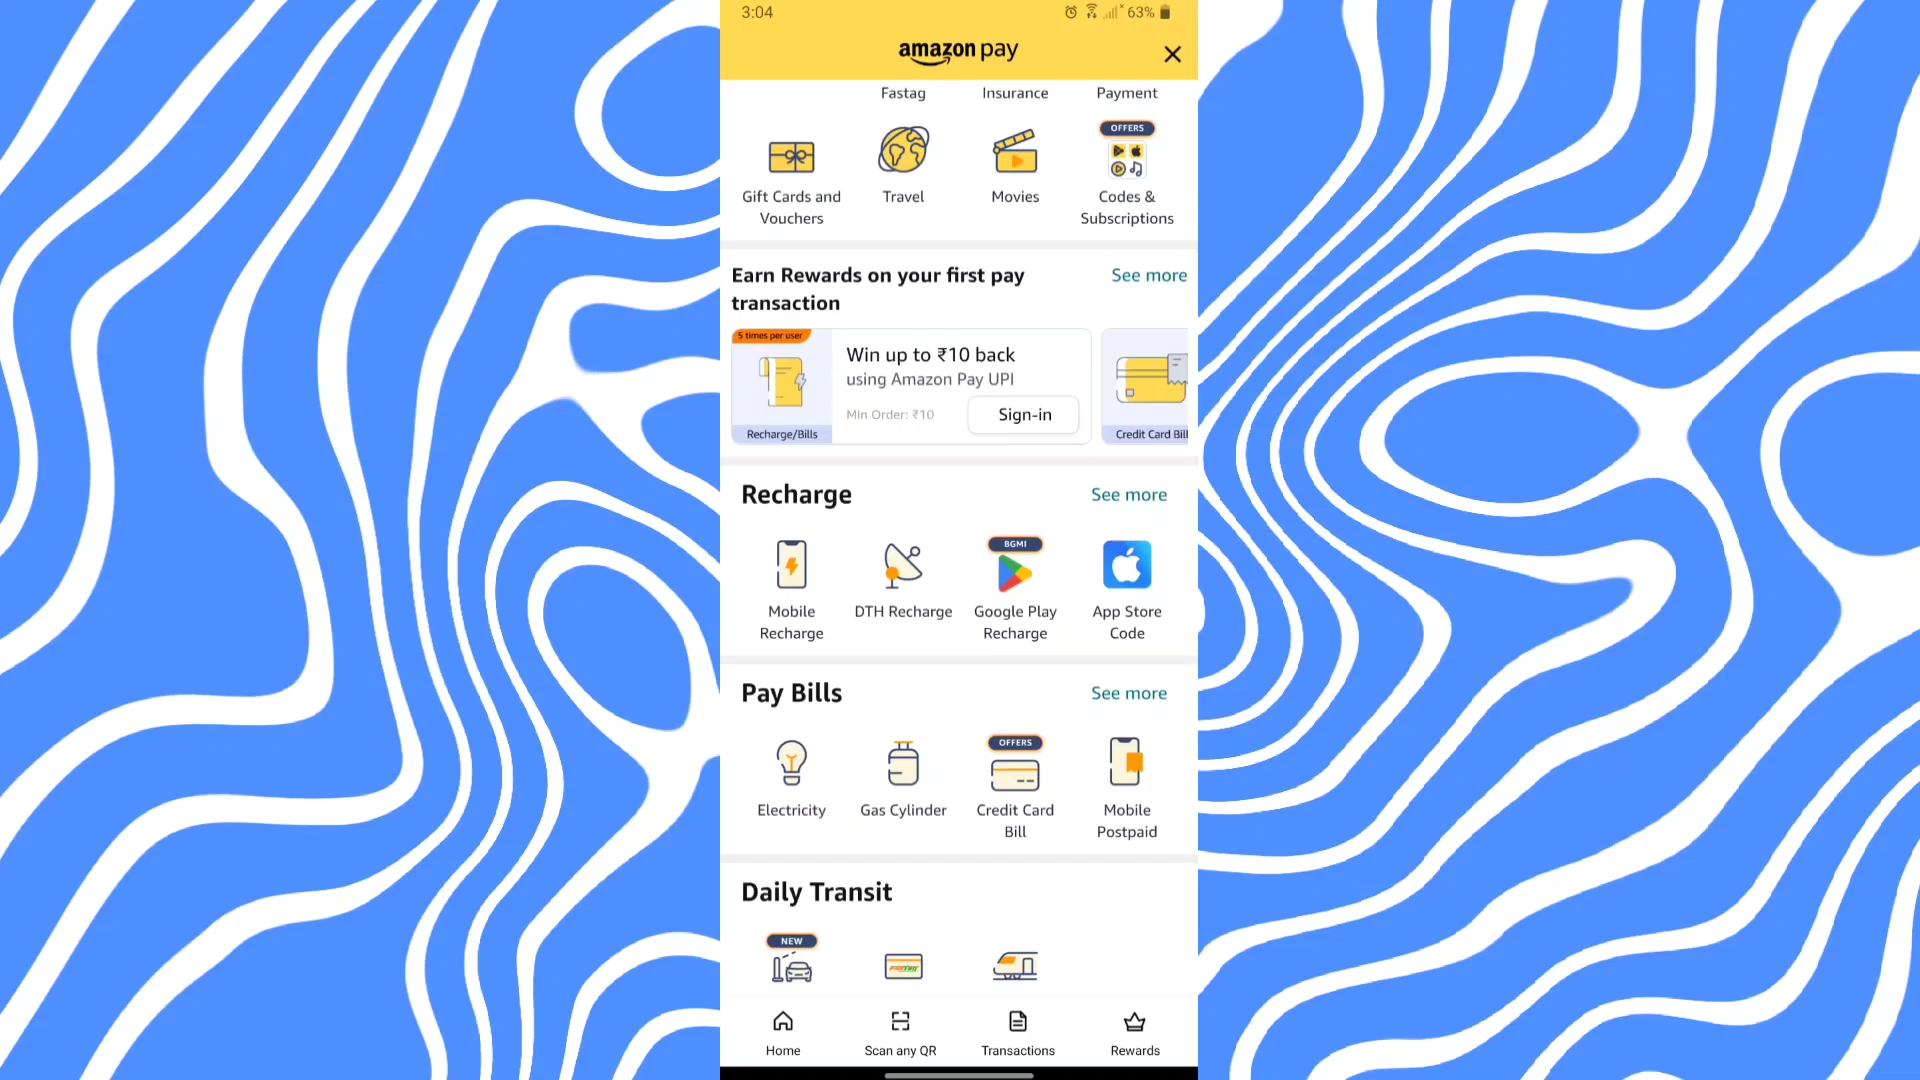 3:04
63%
amazon pay
Fastag
Insurance
Payment
OFFERS
Gift Cards and
Vouchers
Travel
Movies
Codes &
Subscriptions
Earn Rewards on your first pay
transaction
See more
5 times per user
Recharge/Bills
Win up to ₹10 back
using Amazon Pay UPI
Min Order: ₹10
Sign-in
Credit Card Bill
Recharge
See more
Mobile
Recharge
DTH Recharge
BGMI
Google Play
Recharge
App Store
Code
Pay Bills
See more
Electricity
Gas Cylinder
OFFERS
Credit Card
Bill
Mobile
Postpaid
Daily Transit
NEW
FASTag
Home
Scan any QR
Transactions
Rewards